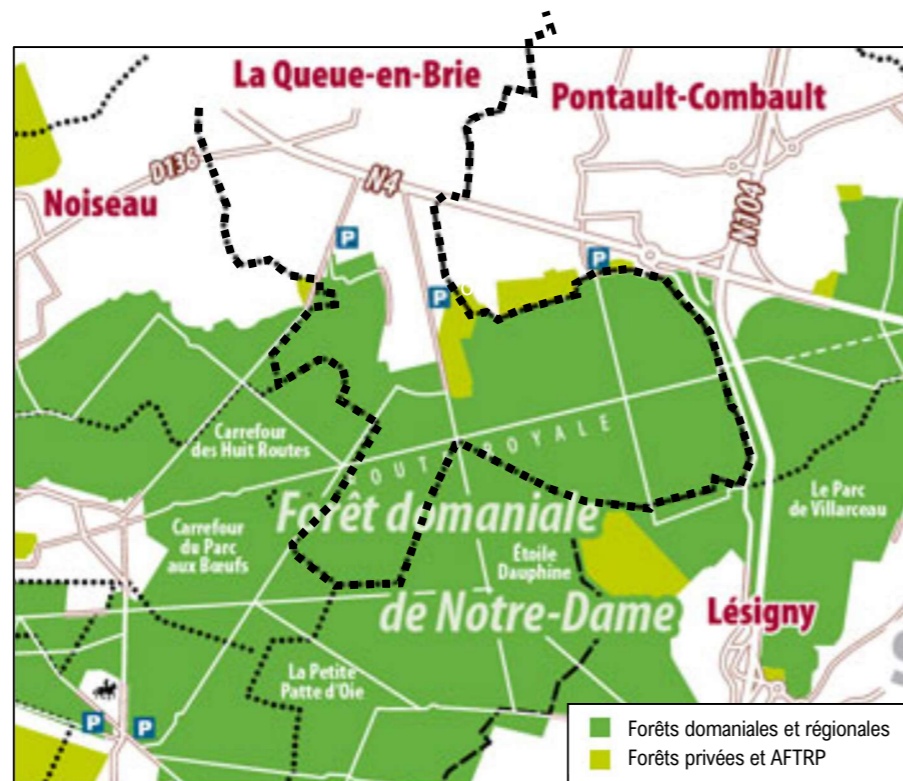 La Queue-en-Brie
Pontault-Combault
D136
N4
N104
Noiseau
P
P
P
Carrefour
des Huit Routes
ROUTE ROYALE
Le Parc
de Villarceau
Forêt domaniale
Carrefour
du Parc
aux Bœufs
Étoile
Dauphine
de Notre-Dame
Lésigny
La Petite
Patte d'Oie
P
P
Forêts domaniales et régionales
Forêts privées et AFTRP